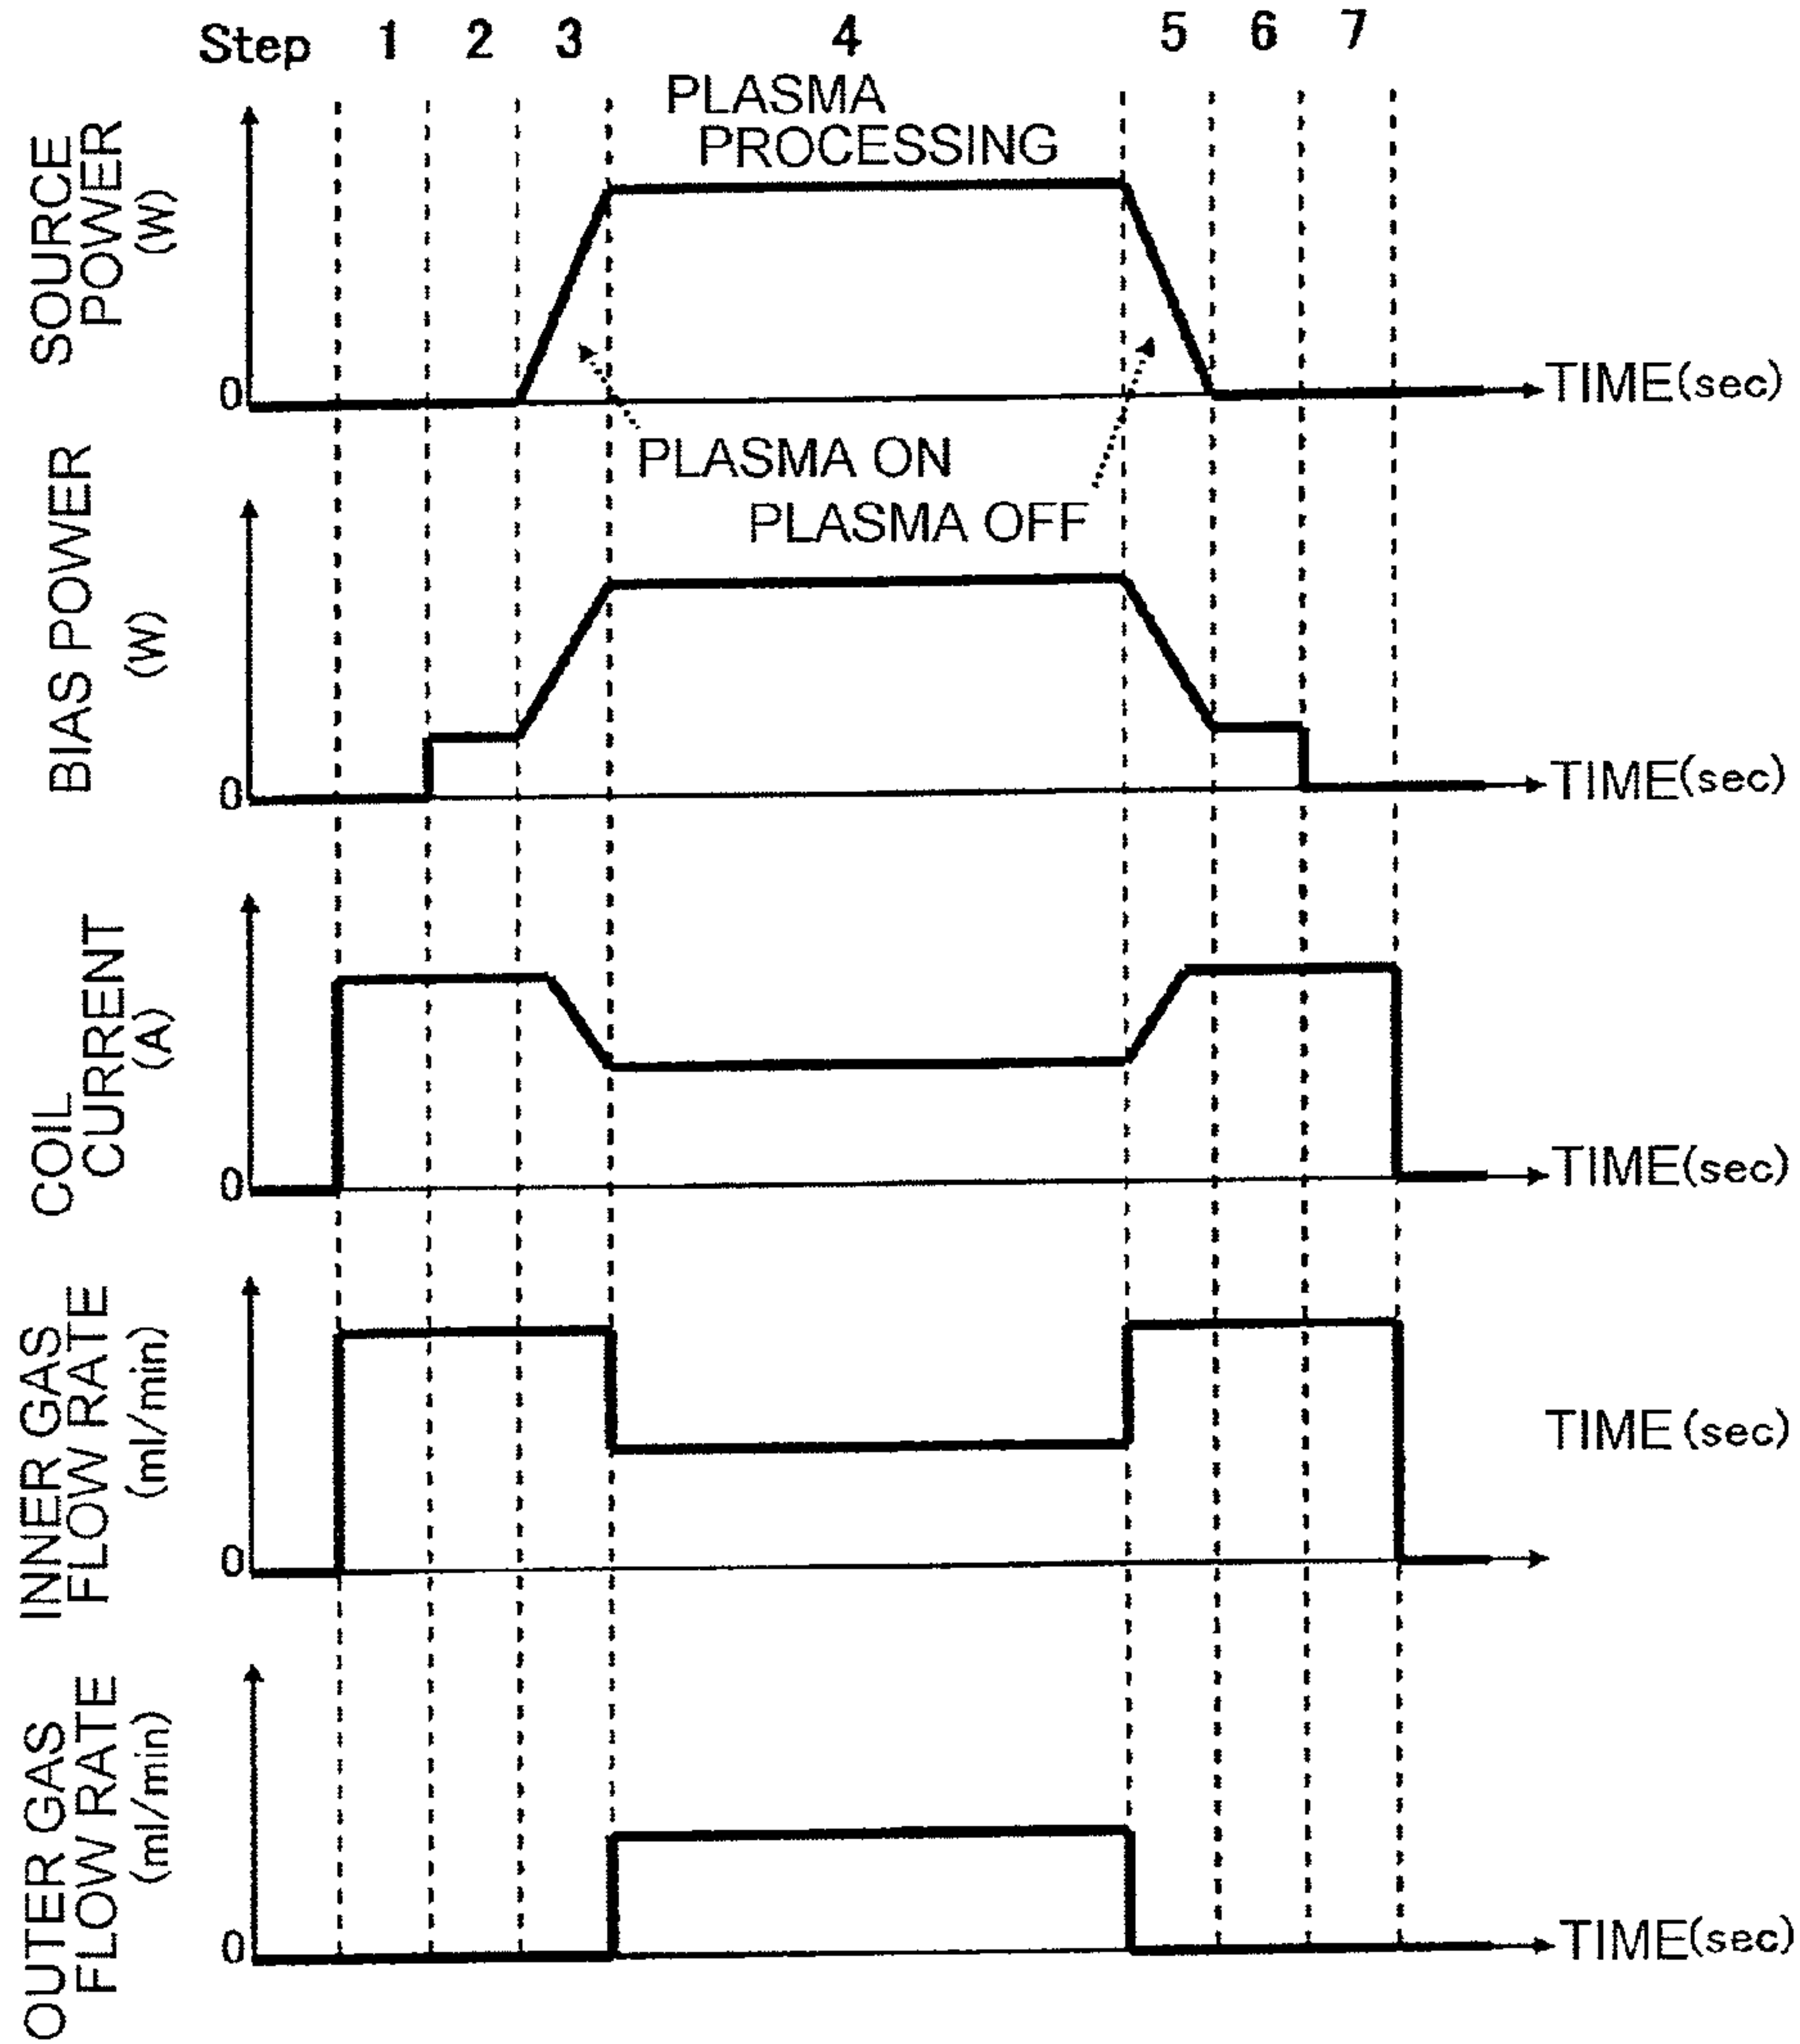 Step 1 2 3 4 5 6 7
PLASMA
PROCESSING
SOURCE
POWER
(W)
0
TIME(sec)
PLASMA ON
PLASMA OFF
BIAS POWER
(W)
0
TIME(sec)
COIL
CURRENT
(A)
0
TIME(sec)
INNER GAS
FLOW RATE
(ml/min)
0
TIME(sec)
OUTER GAS
FLOW RATE
(ml/min)
0
TIME(sec)